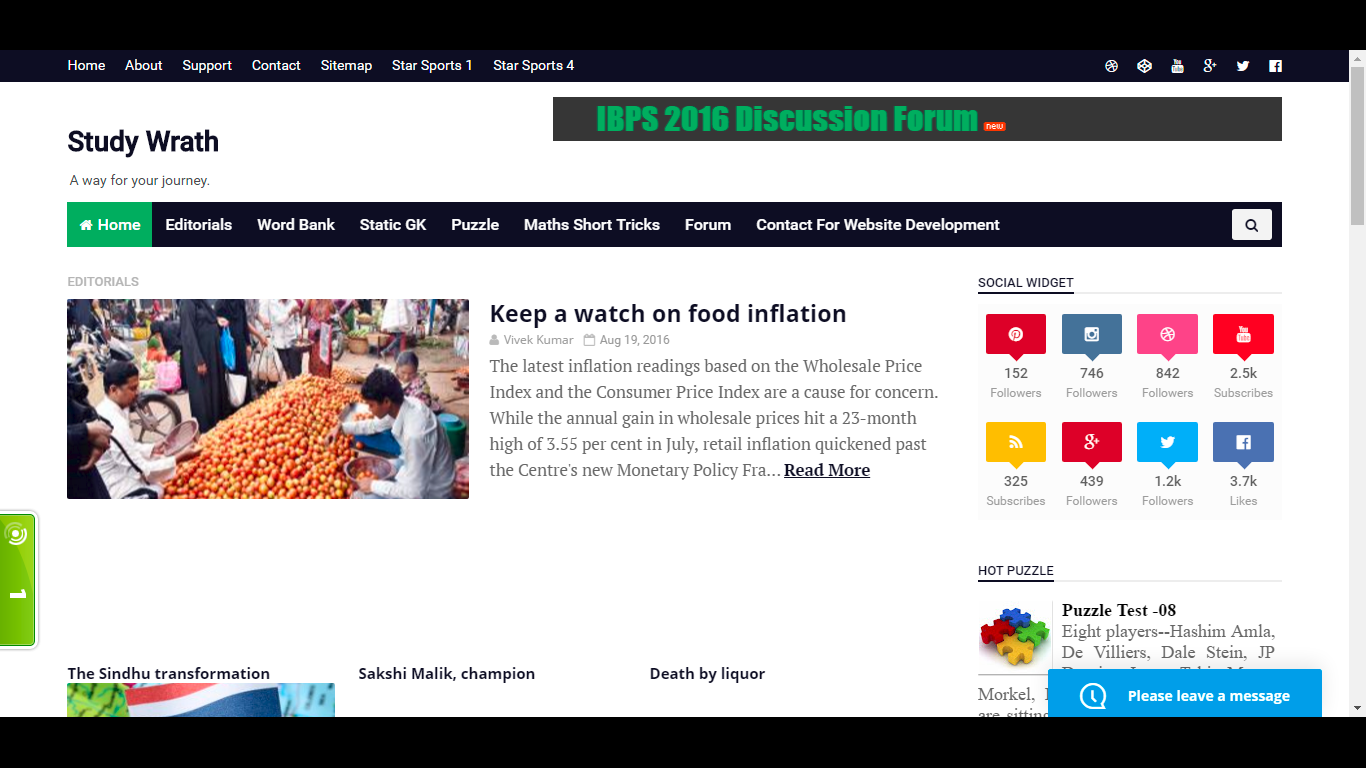 Home About Support Contact Sitemap Star Sports 1 Star Sports 4
IBPS 2016 Discussion Forum new
Study Wrath
A way for your journey.
Home Editorials Word Bank Static GK Puzzle Maths Short Tricks Forum Contact For Website Development
EDITORIALS
Keep a watch on food inflation
Vivek Kumar Aug 19, 2016
The latest inflation readings based on the Wholesale Price
Index and the Consumer Price Index are a cause for concern.
While the annual gain in wholesale prices hit a 23-month
high of 3.55 per cent in July, retail inflation quickened past
the Centre's new Monetary Policy Fra... Read More
SOCIAL WIDGET
152 746 842 2.5k
Followers Followers Followers Subscribes
325 439 1.2k 3.7k
Subscribes Followers Followers Likes
HOT PUZZLE
Puzzle Test -08
Eight players--Hashim Amla,
De Villiers, Dale Stein, JP
Morkel,
are sitting
1
The Sindhu transformation Sakshi Malik, champion Death by liquor
Please leave a message